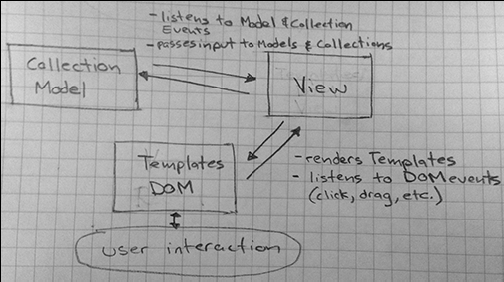 - listens to Model & Collection
Events
- passes input to Models & Collections
Collection
Model
View
Templates
DOM
- renders Templates
- listens to DOM events
(click, drag, etc.)
user interaction